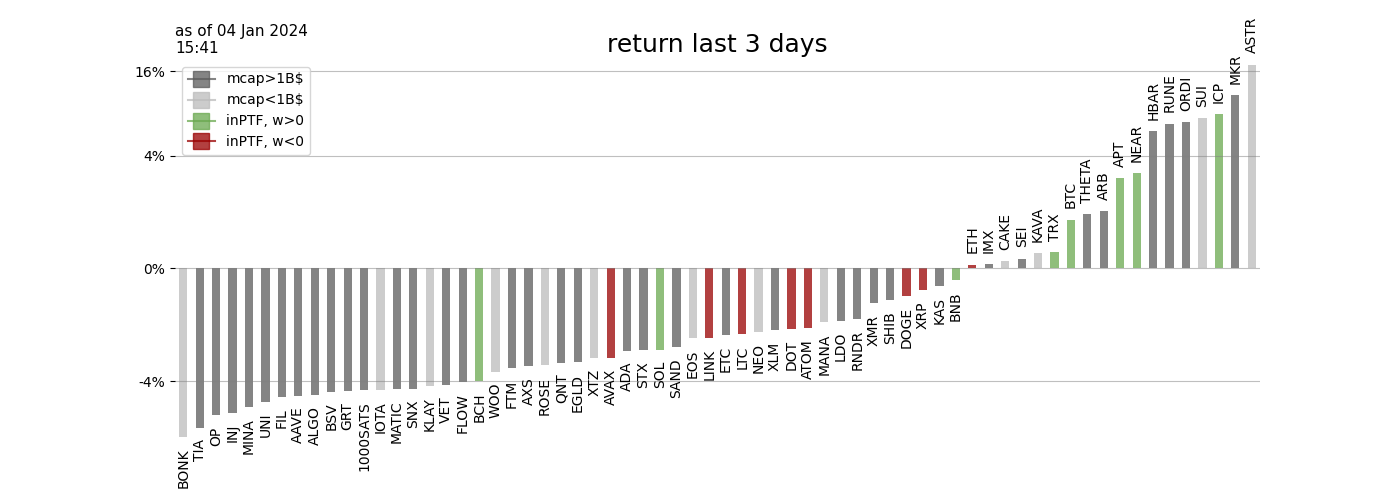 as of 04 Jan 2024
15:41
return last 3 days
16%
4%
0%
-4%
mcap>1B$
mcap<1B$
inPTF, w>0
inPTF, w<0
BONK
TIA
OP
INJ
MINA
UNI
FIL
AAVE
ALGO
BSV
GRT
1000SATS
IOTA
MATIC
SNX
KLAY
VET
FLOW
BCH
WOO
FTM
AXS
ROSE
QNT
EGLD
XTZ
AVAX
ADA
STX
SOL
SAND
EOS
LINK
ETC
LTC
NEO
XLM
DOT
ATOM
MANA
LDO
RNDR
XMR
SHIB
DOGE
XRP
KAS
BNB
ETH
IMX
CAKE
SEI
KAVA
TRX
BTC
THETA
ARB
APT
NEAR
HBAR
RUNE
ORDI
SUI
ICP
MKR
ASTR